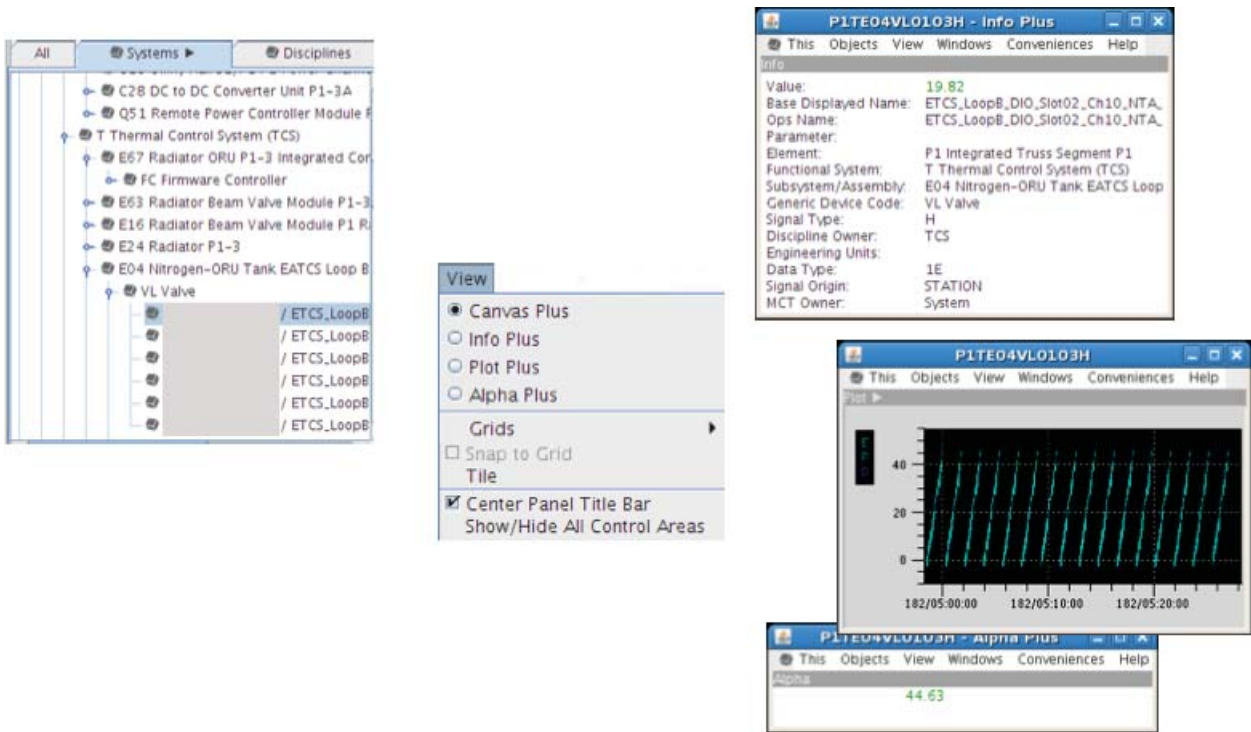 All
Systems ▶
Disciplines
C28 DC to DC Converter Unit P1-3A
Q51 Remote Power Controller Module
T Thermal Control System (TCS)
E67 Radiator ORU P1-3 Integrated
FC Firmware Controller
E63 Radiator Beam Valve Module P1-3
E16 Radiator Beam Valve Module P1
E24 Radiator P1-3
E04 Nitrogen-ORU Tank EATCS Loop B
VL Valve
/ ETCS_LoopB
/ ETCS_LoopB
/ ETCS_LoopB
/ ETCS_LoopB
/ ETCS_LoopB
/ ETCS_LoopB
View
Canvas Plus
Info Plus
Plot Plus
Alpha Plus
Grids
Snap to Grid
Tile
Center Panel Title Bar
Show/Hide All Control Areas
P1TE04VL0103H - Info Plus
This Objects View Windows Conveniences Help
Info
Value: 19.82
Base Displayed Name: ETCS_LoopB_DIO_Slot02_Ch10_NTA_
Ops Name: ETCS_LoopB_DIO_Slot02_Ch10_NTA_
Parameter:
Element: P1 Integrated Truss Segment P1
Functional System: T Thermal Control System (TCS)
Subsystem/Assembly: E04 Nitrogen-ORU Tank EATCS Loop
Generic Device Code: VL Valve
Signal Type: H
Discipline Owner: TCS
Engineering Units:
Data Type: 1E
Signal Origin: STATION
MCT Owner: System
P1TE04VL0103H
This Objects View Windows Conveniences Help
Plot ▶
40
20
0
182/05:00:00 182/05:10:00 182/05:20:00
P1TE04VL0103H - Alpha Plus
This Objects View Windows Conveniences Help
Alpha
44.63